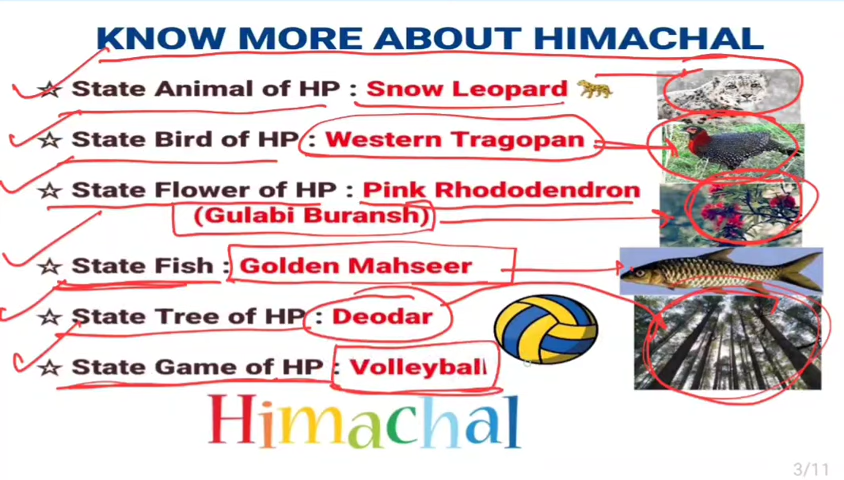 KNOW MORE ABOUT HIMACHAL
☆ State Animal of HP : Snow Leopard 🐆
☆ State Bird of HP : Western Tragopan
☆ State Flower of HP : Pink Rhododendron
(Gulabi Buransh)
☆ State Fish : Golden Mahseer
☆ State Tree of HP : Deodar
☆ State Game of HP : Volleyball
Himachal
3/11